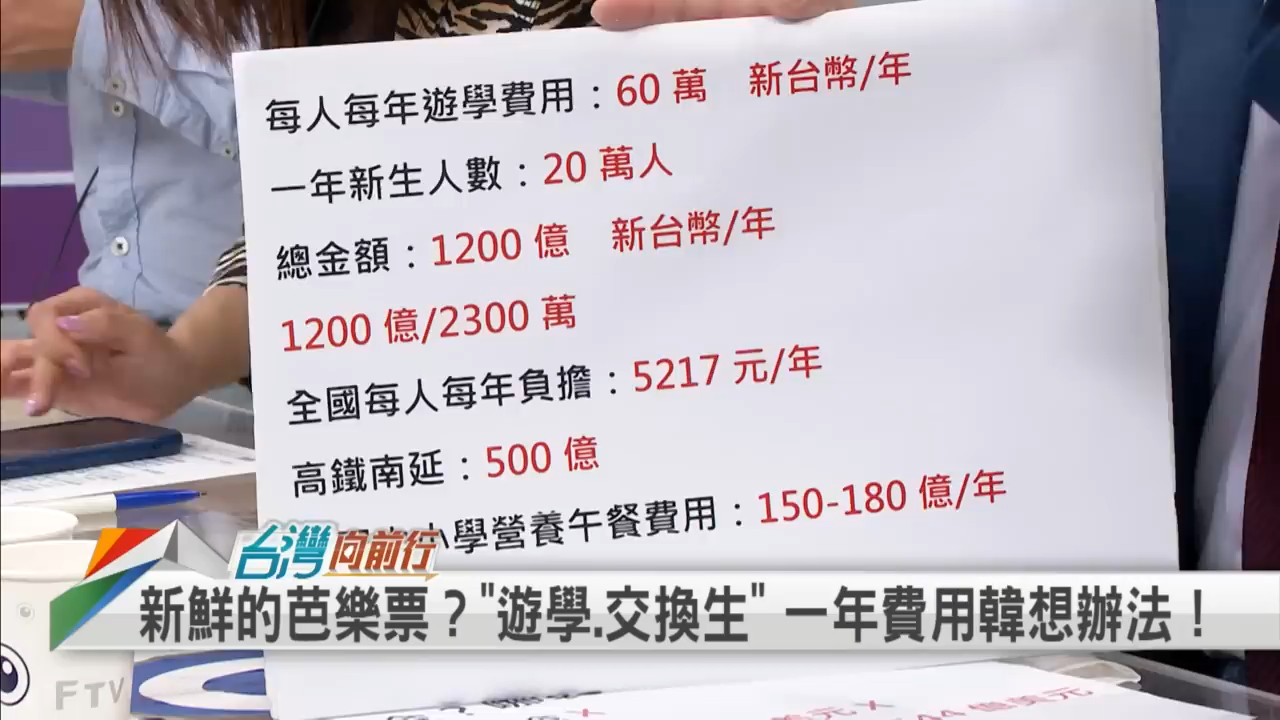 每人每年遊學費用：60 萬 新台幣/年
一年新生人數：20 萬人
總金額：1200 億 新台幣/年
1200 億/2300 萬
全國每人每年負擔：5217 元/年
高鐵南延：500 億
小學營養午餐費用：150-180 億/年
台灣向前行
新鮮的芭樂票？"遊學.交換生" 一年費用韓想辦法！
FTV
億美元